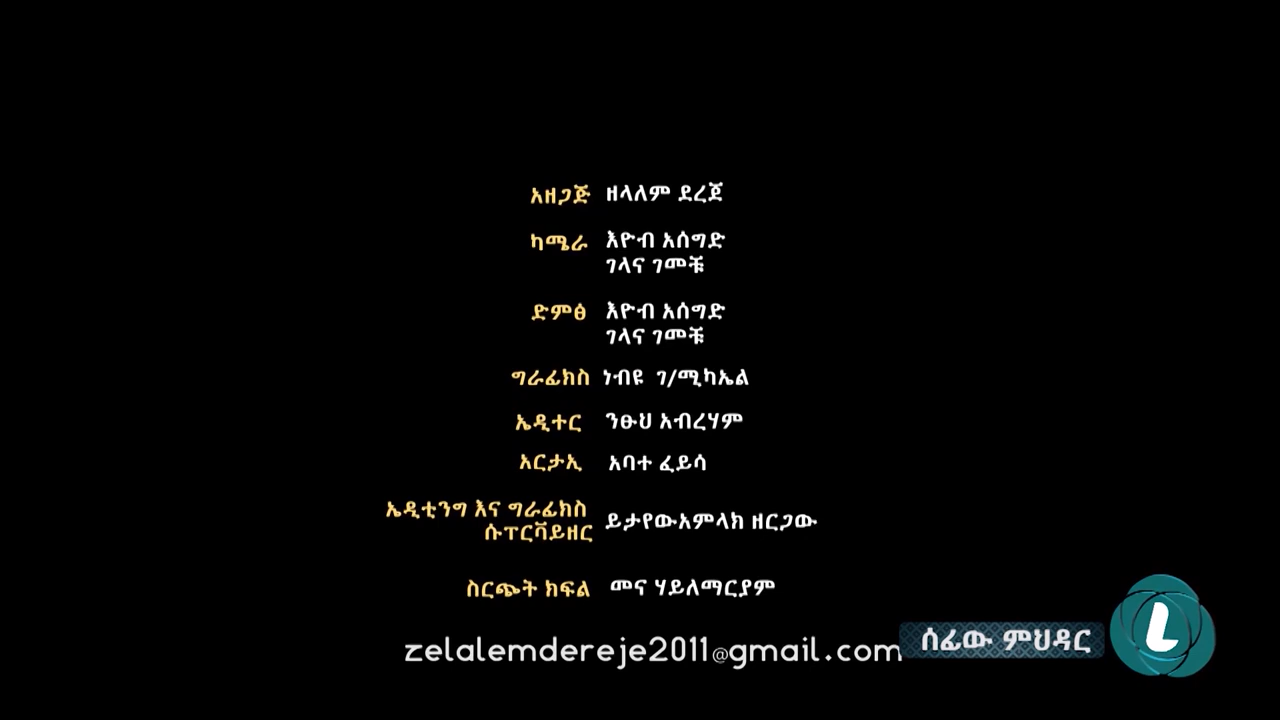 አዘጋጅ ዘላለም ደረጀ
ካሜራ እዮብ አሰግድ
ገላና ገመቹ
ድምፅ እዮብ አሰግድ
ገላና ገመቹ
ግራፊክስ ነብዩ ገ/ሚካኤል
ኤዲተር ንፁህ አብረሃም
አርታኢ አባተ ፈይሳ
ኤዲቲንግ እና ግራፊክስ
ሱፐርቫይዘር ይታየውአምላክ ዘርጋው
ስርጭት ክፍል መና ሃይለማርያም
zelalemdereje2011@gmail.com
ሰፊው ምህዳር
L